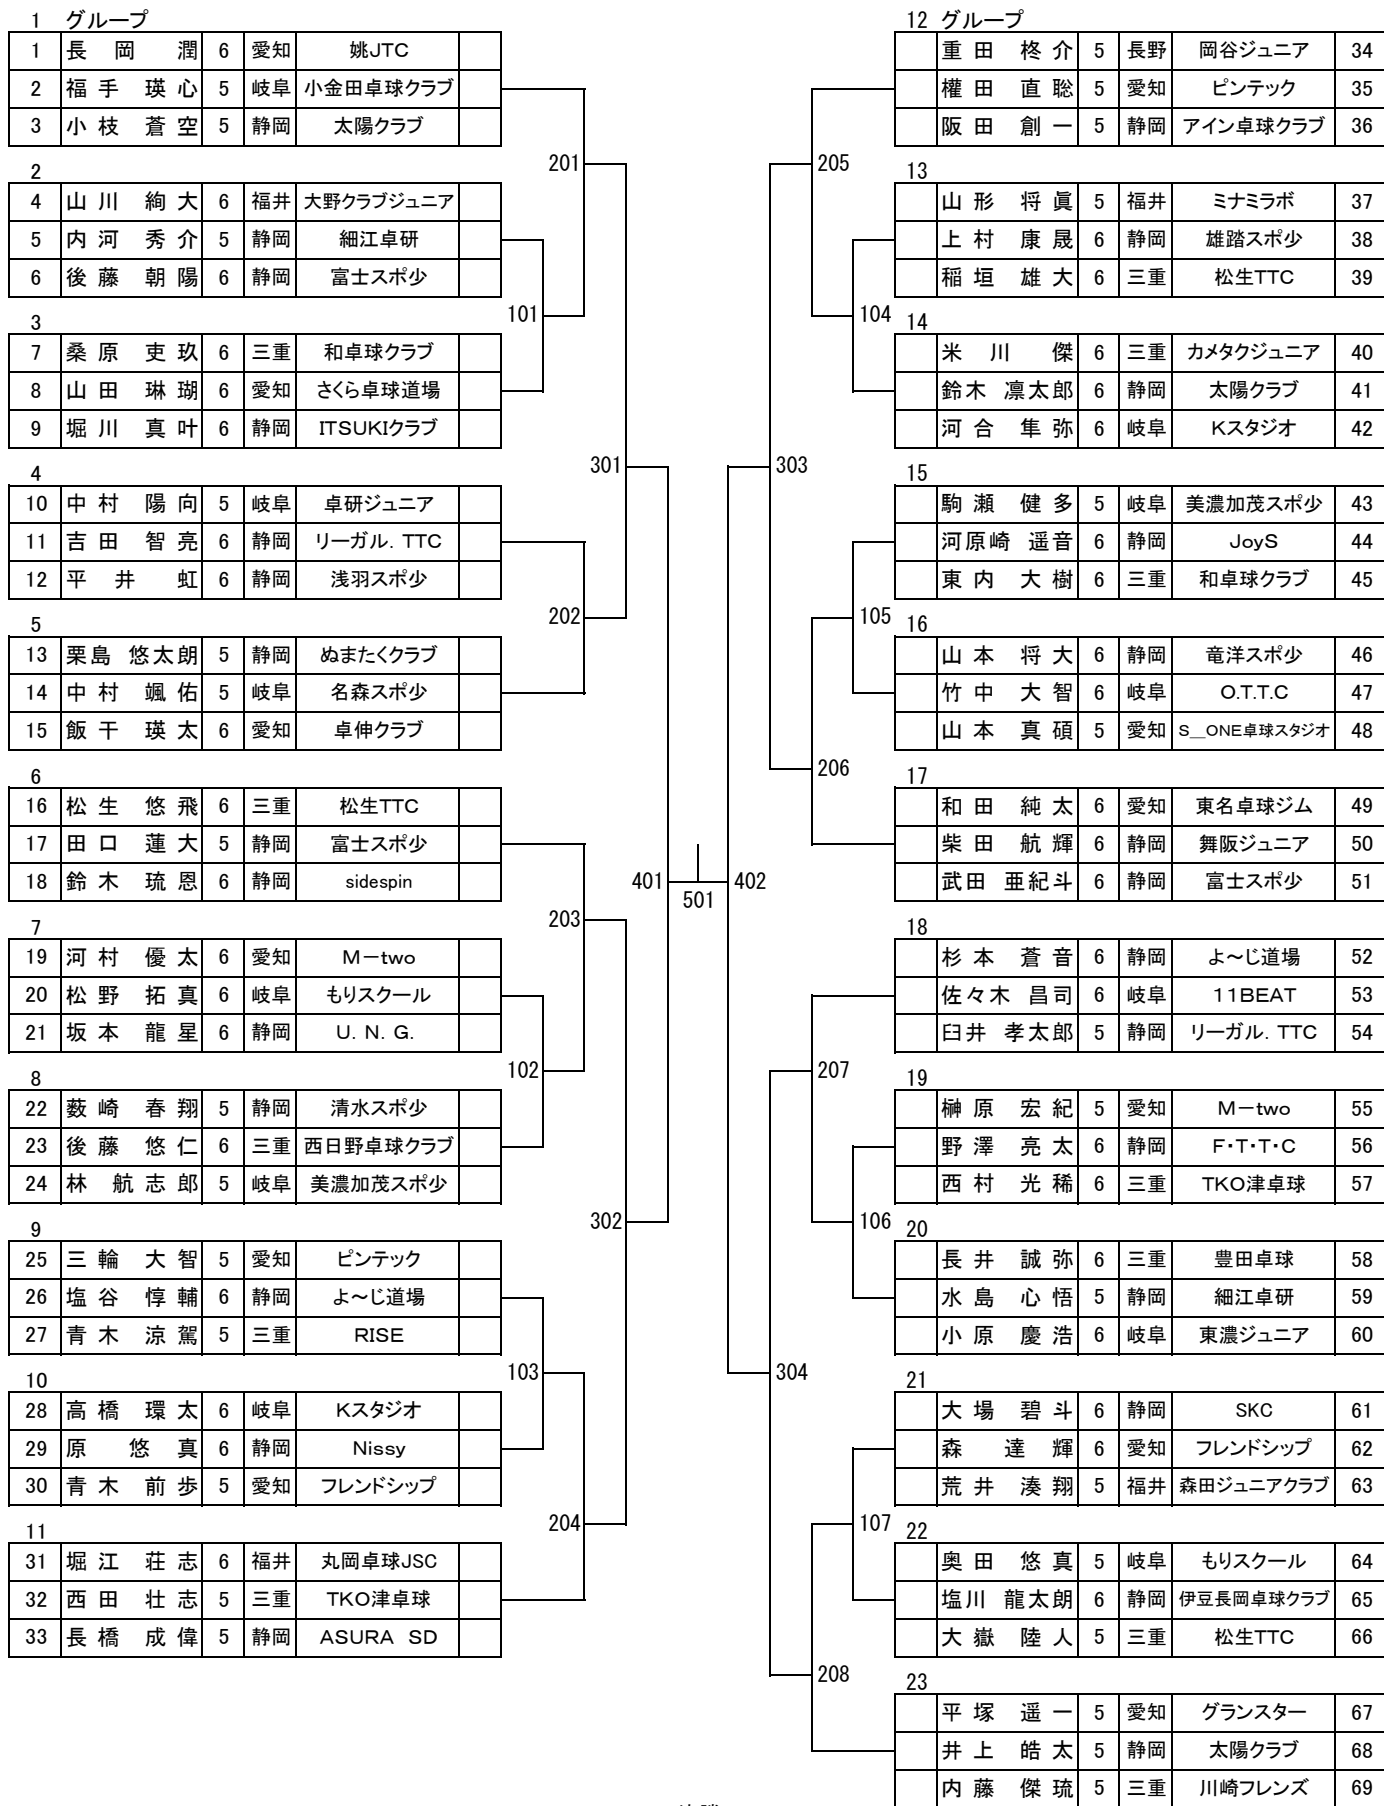 1 グループ
1 長岡 潤 6 愛知 姚JTC
2 福手 瑛心 5 岐阜 小金田卓球クラブ
3 小枝 蒼空 5 静岡 太陽クラブ
201
2
4 山川 絢大 6 福井 大野クラブジュニア
5 内河 秀介 5 静岡 細江卓研
6 後藤 朝陽 6 静岡 富士スポ少
101
3
7 桑原 吏玖 6 三重 和卓球クラブ
8 山田 琳瑚 6 愛知 さくら卓球道場
9 堀川 真叶 6 静岡 ITSUKIクラブ
301
4
10 中村 陽向 5 岐阜 卓研ジュニア
11 吉田 智亮 6 静岡 リーガル．TTC
12 平井 虹 6 静岡 浅羽スポ少
202
5
13 栗島 悠太朗 5 静岡 ぬまたくクラブ
14 中村 颯佑 5 岐阜 名森スポ少
15 飯干 瑛太 6 愛知 卓伸クラブ
6
16 松生 悠飛 6 三重 松生TTC
17 田口 蓮大 5 静岡 富士スポ少
18 鈴木 琉恩 6 静岡 sidespin
401
203
7
19 河村 優太 6 愛知 M－two
20 松野 拓真 6 岐阜 もりスクール
21 坂本 龍星 6 静岡 U．N．G．
102
8
22 薮崎 春翔 5 静岡 清水スポ少
23 後藤 悠仁 6 三重 西日野卓球クラブ
24 林 航志郎 5 岐阜 美濃加茂スポ少
302
9
25 三輪 大智 5 愛知 ピンテック
26 塩谷 惇輔 6 静岡 よ～じ道場
27 青木 涼駕 5 三重 RISE
103
10
28 高橋 環太 6 岐阜 Kスタジオ
29 原 悠真 6 静岡 Nissy
30 青木 前歩 5 愛知 フレンドシップ
204
11
31 堀江 荘志 6 福井 丸岡卓球JSC
32 西田 壮志 5 三重 TKO津卓球
33 長橋 成偉 5 静岡 ASURA SD
501
12 グループ
重田 柊介 5 長野 岡谷ジュニア 34
権田 直聡 5 愛知 ピンテック 35
阪田 創一 5 静岡 アイン卓球クラブ 36
205
13
山形 将眞 5 福井 ミナミラボ 37
上村 康晟 6 静岡 雄踏スポ少 38
稲垣 雄大 6 三重 松生TTC 39
104
14
米川 傑 6 三重 カメタクジュニア 40
鈴木 凛太郎 6 静岡 太陽クラブ 41
河合 隼弥 6 岐阜 Kスタジオ 42
303
15
駒瀬 健多 5 岐阜 美濃加茂スポ少 43
河原崎 遥音 6 静岡 JoyS 44
東内 大樹 6 三重 和卓球クラブ 45
105
16
山本 将大 6 静岡 竜洋スポ少 46
竹中 大智 6 岐阜 O.T.T.C 47
山本 真碩 5 愛知 S＿ONE卓球スタジオ 48
206
17
和田 純太 6 愛知 東名卓球ジム 49
柴田 航輝 6 静岡 舞阪ジュニア 50
武田 亜紀斗 6 静岡 富士スポ少 51
402
18
杉本 蒼音 6 静岡 よ～じ道場 52
佐々木 昌司 6 岐阜 11BEAT 53
臼井 孝太郎 5 静岡 リーガル．TTC 54
207
19
榊原 宏紀 5 愛知 M－two 55
野澤 亮太 6 静岡 F・T・T・C 56
西村 光稀 6 三重 TKO津卓球 57
106
20
長井 誠弥 6 三重 豊田卓球 58
水島 心悟 5 静岡 細江卓研 59
小原 慶浩 6 岐阜 東濃ジュニア 60
304
21
大場 碧斗 6 静岡 SKC 61
森 達輝 6 愛知 フレンドシップ 62
荒井 湊翔 5 福井 森田ジュニアクラブ 63
107
22
奥田 悠真 5 岐阜 もりスクール 64
塩川 龍太朗 6 静岡 伊豆長岡卓球クラブ 65
大嶽 陸人 5 三重 松生TTC 66
208
23
平塚 遥一 5 愛知 グランスター 67
井上 皓太 5 静岡 太陽クラブ 68
内藤 傑琉 5 三重 川崎フレンズ 69